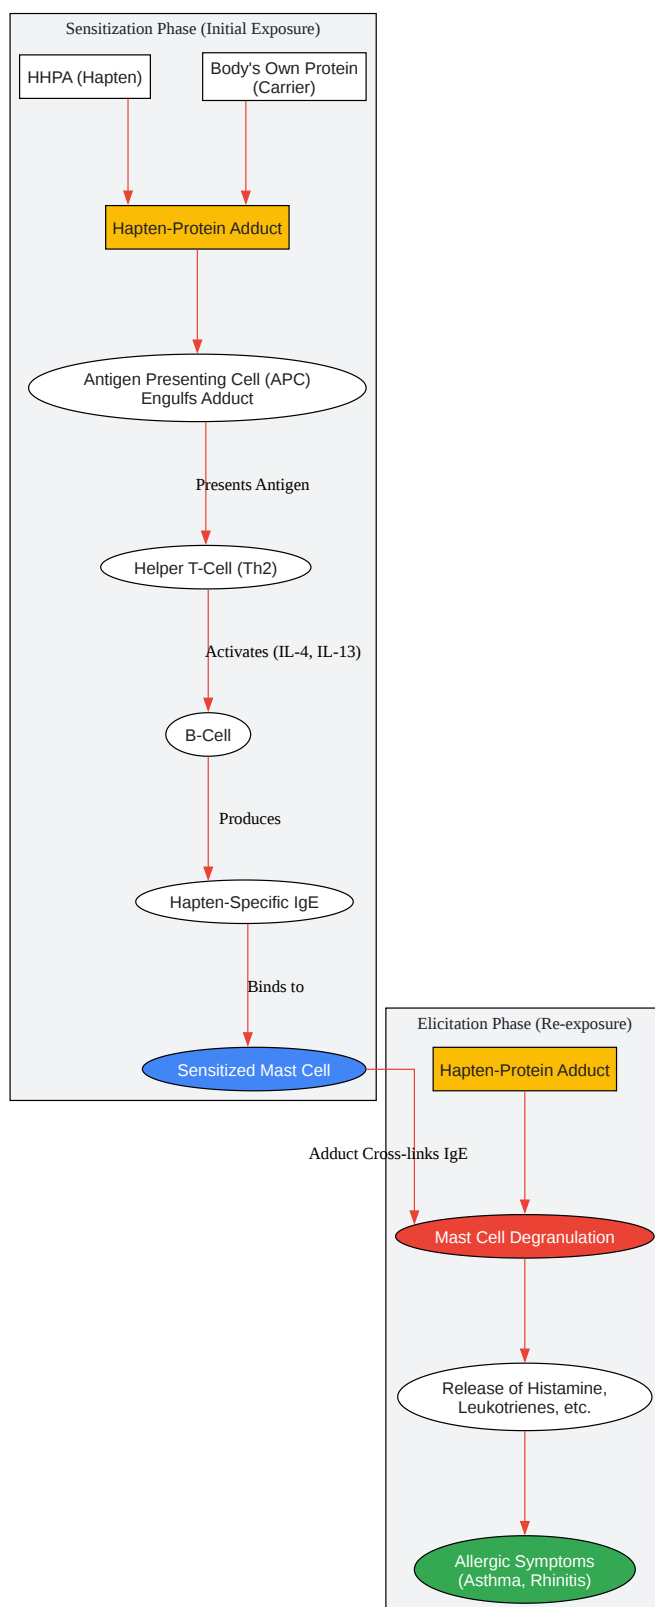 Sensitization Phase (Initial Exposure)
HHPA (Hapten)
Body's Own Protein
(Carrier)
Hapten-Protein Adduct
Antigen Presenting Cell (APC)
Engulfs Adduct
Presents Antigen
Helper T-Cell (Th2)
Activates (IL-4, IL-13)
B-Cell
Produces
Hapten-Specific IgE
Binds to
Sensitized Mast Cell
Elicitation Phase (Re-exposure)
Hapten-Protein Adduct
Adduct Cross-links IgE
Mast Cell Degranulation
Release of Histamine,
Leukotrienes, etc.
Allergic Symptoms
(Asthma, Rhinitis)